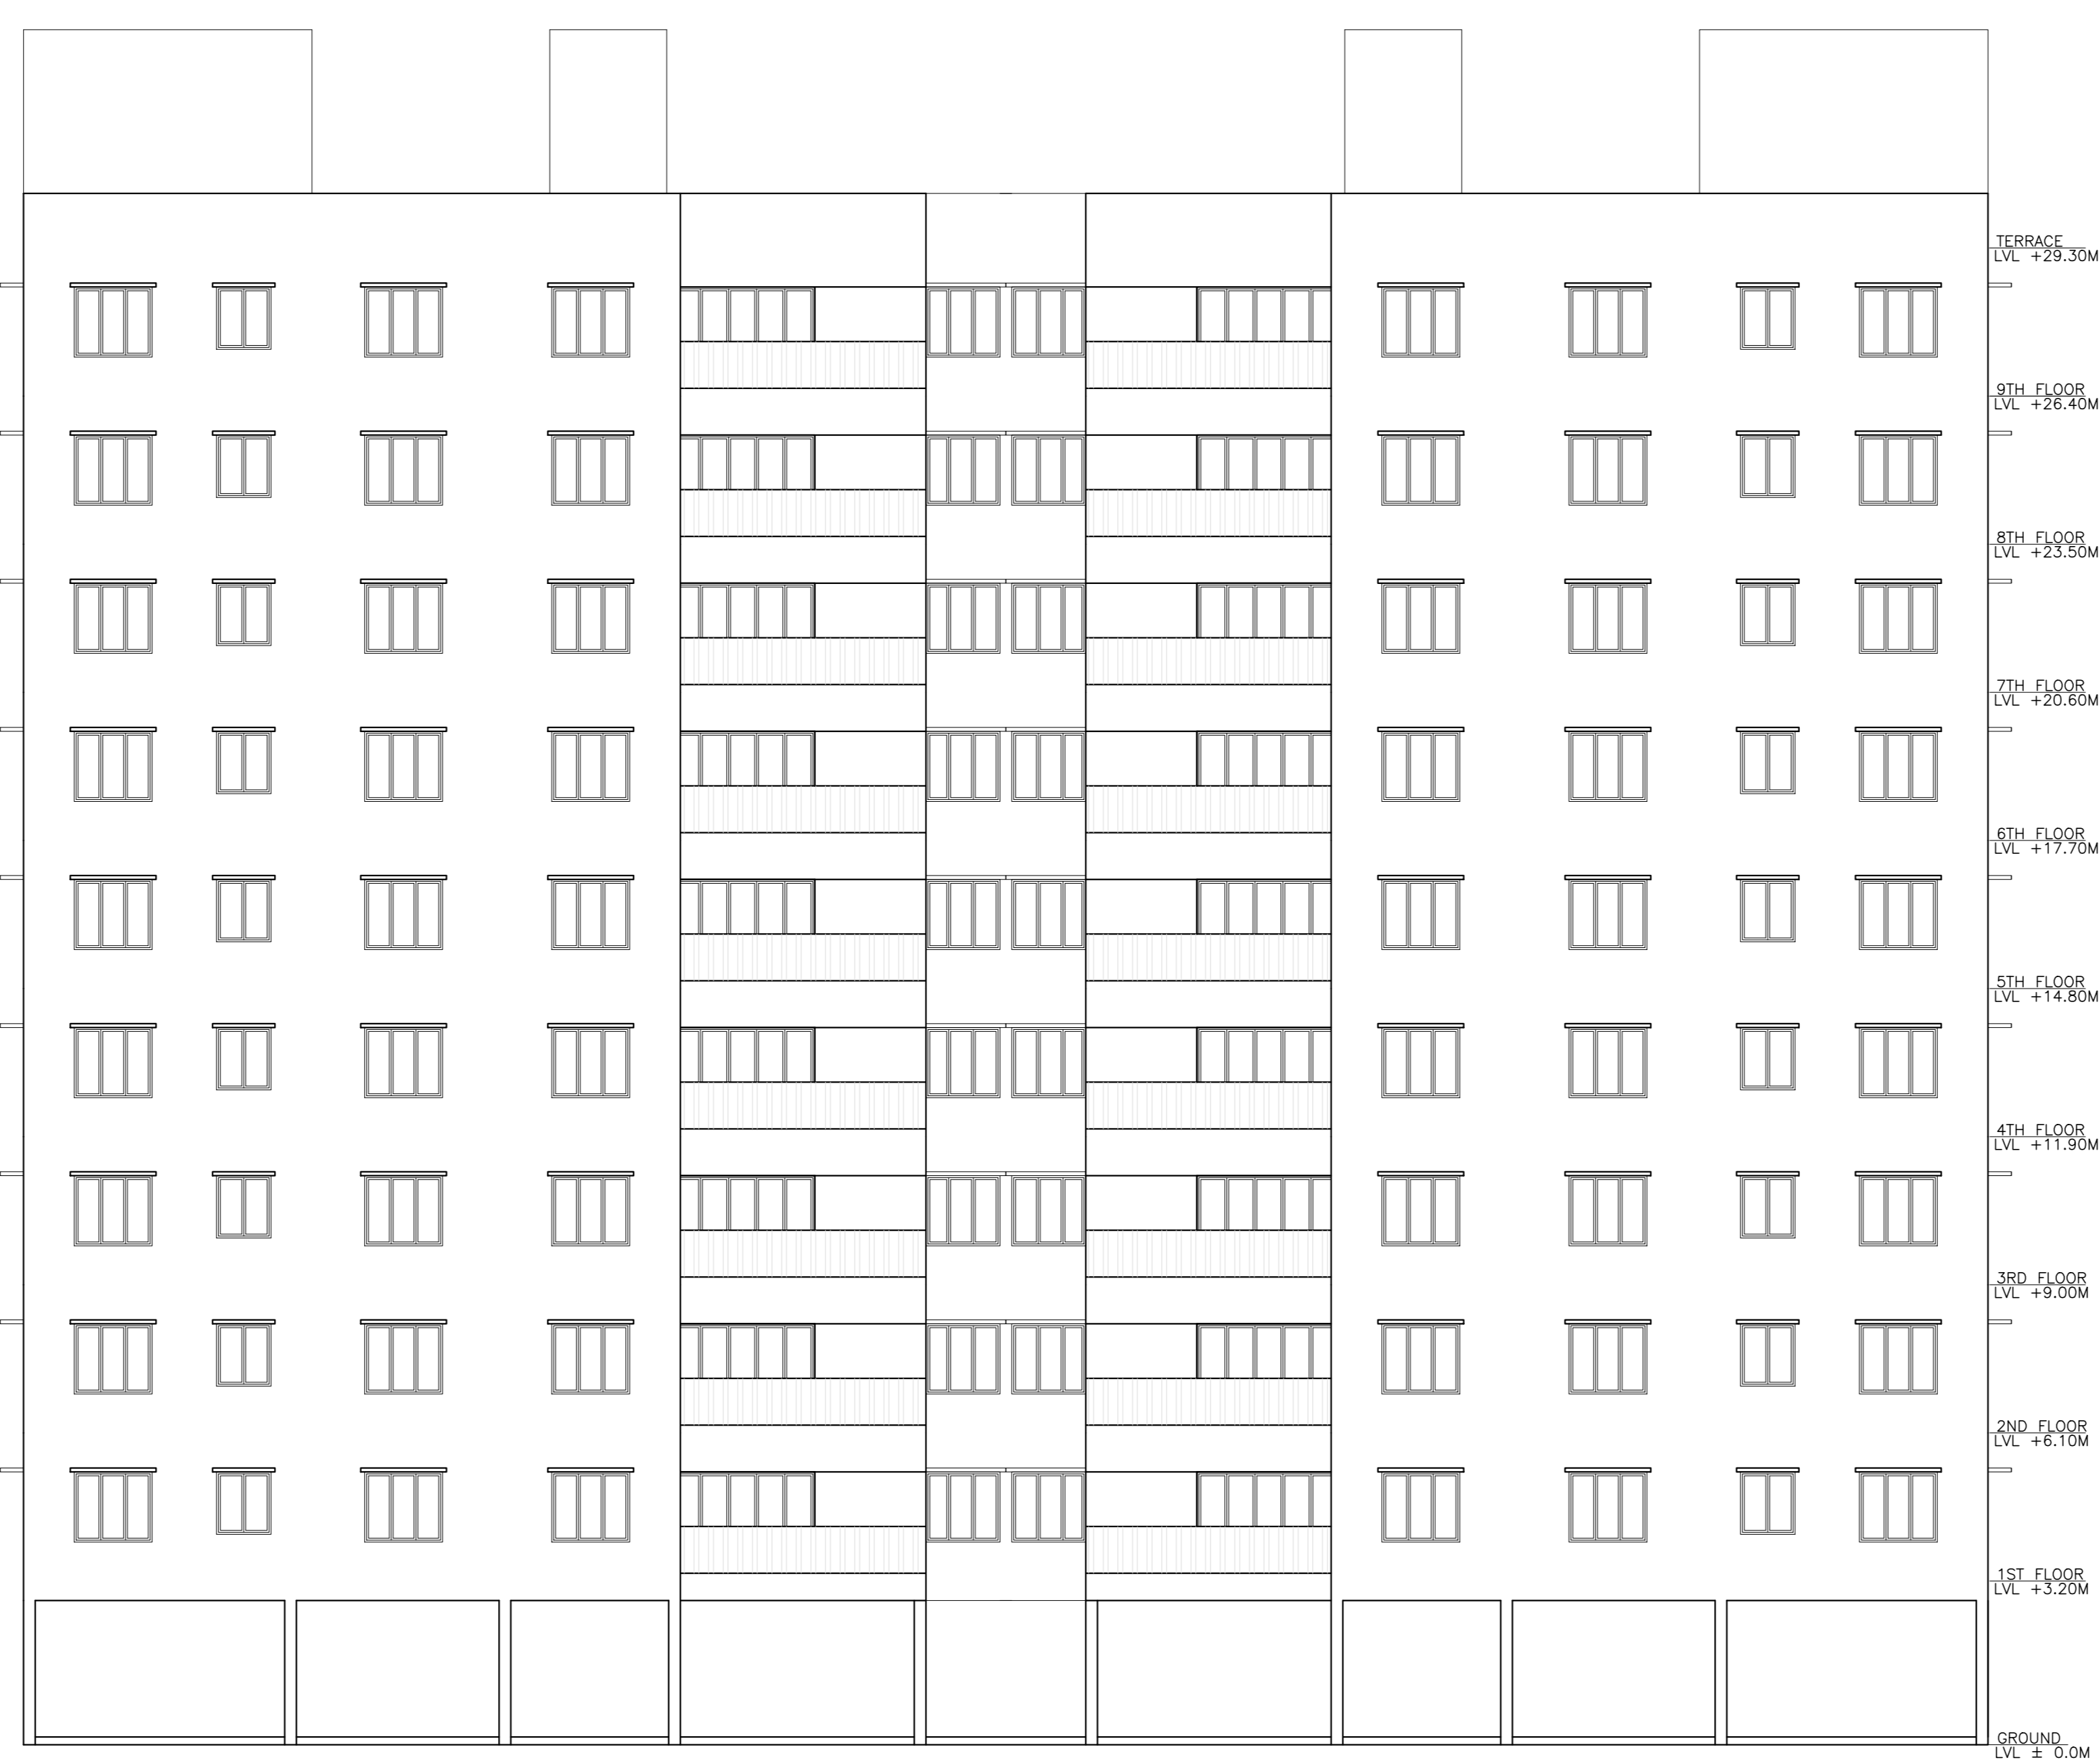 TERRACE
LVL +29.30M
9TH FLOOR
LVL +26.40M
8TH FLOOR
LVL +23.50M
7TH FLOOR
LVL +20.60M
6TH FLOOR
LVL +17.70M
5TH FLOOR
LVL +14.80M
4TH FLOOR
LVL +11.90M
3RD FLOOR
LVL +9.00M
2ND FLOOR
LVL +6.10M
1ST FLOOR
LVL +3.20M
GROUND
LVL ± 0.0M